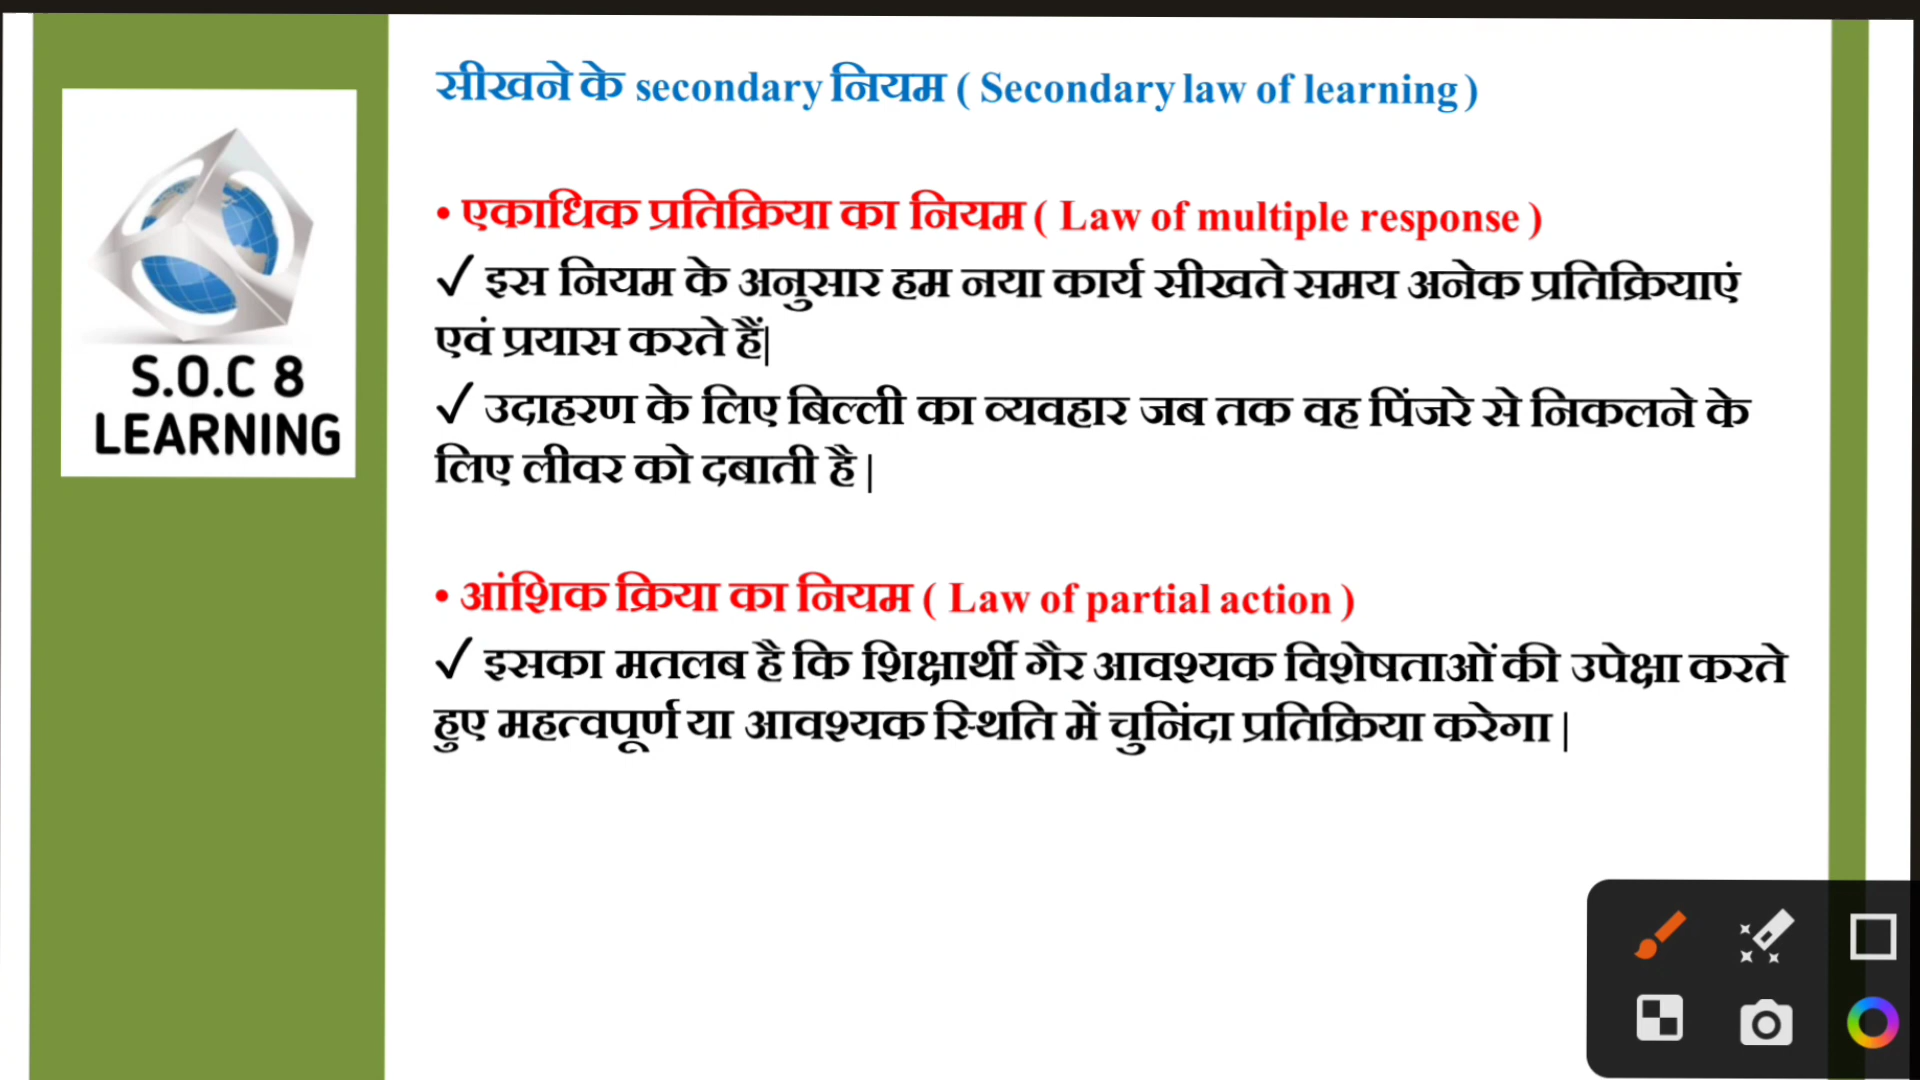 सीखने के secondary नियम ( Secondary law of learning )
• एकाधिक प्रतिक्रिया का नियम ( Law of multiple response )
✓ इस नियम के अनुसार हम नया कार्य सीखते समय अनेक प्रतिक्रियाएं
एवं प्रयास करते हैं|
✓ उदाहरण के लिए बिल्ली का व्यवहार जब तक वह पिंजरे से निकलने के
लिए लीवर को दबाती है |
• आंशिक क्रिया का नियम ( Law of partial action )
✓ इसका मतलब है कि शिक्षार्थी गैर आवश्यक विशेषताओं की उपेक्षा करते
हुए महत्वपूर्ण या आवश्यक स्थिति में चुनिंदा प्रतिक्रिया करेगा |
S.O.C 8
LEARNING